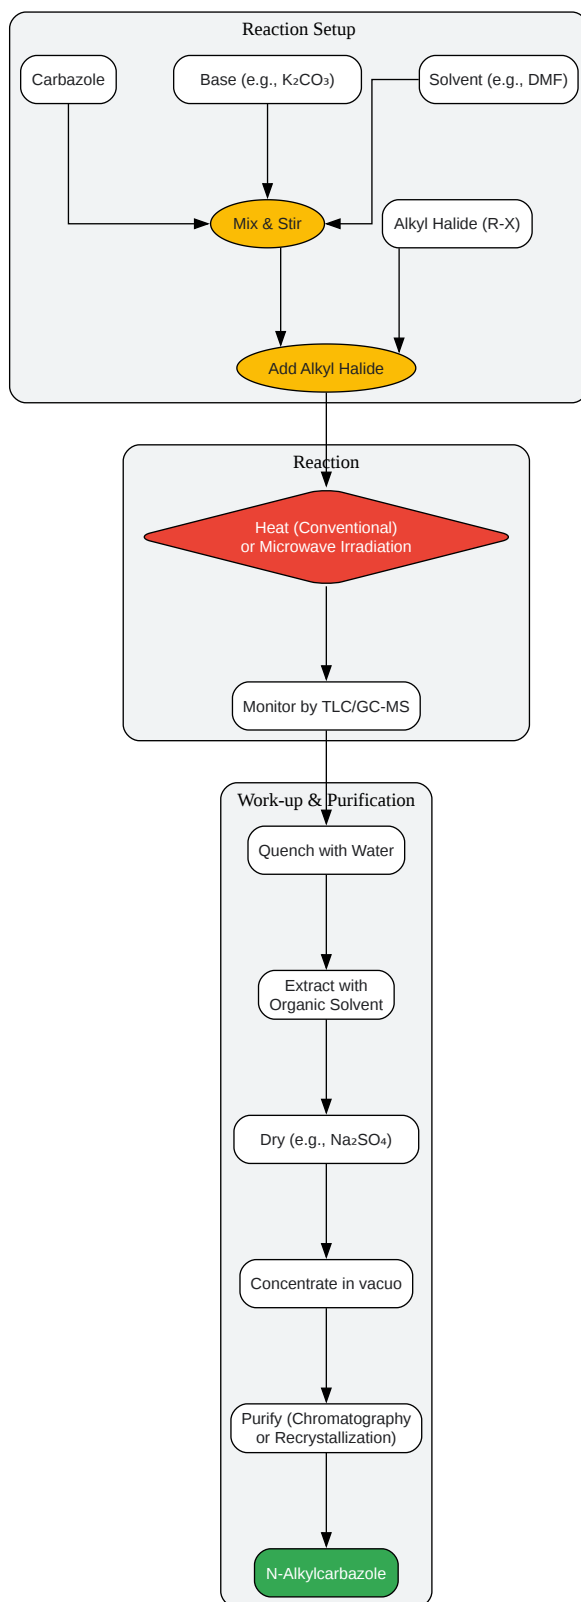 Reaction Setup
Carbazole
Base (e.g., K₂CO₃)
Solvent (e., DMF)
Mix & Stir
Alkyl Halide (R-X)
Add Alkyl Halide
Reaction
Heat (Conventional)
or Microwave Irradiation
Monitor by TLC/GC-MS
Work-up & Purification
Quench with Water
Extract with
Organic Solvent
Dry (e.g., Na₂SO₄)
Concentrate in vacuo
Purify (Chromatography
or Recrystallization)
N-Alkylcarbazole